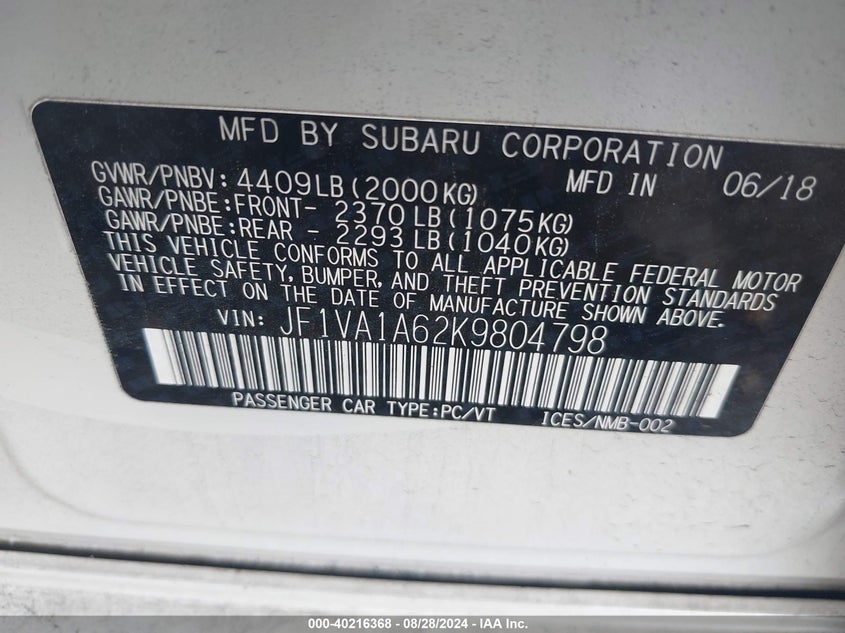 MFD BY SUBARU CORPORATION
GVWR/PNBV: 4409LB(2000KG) MFD IN 06/18
GAWR/PNBE:FRONT- 2370LB(1075KG)
GAWR/PNBE:REAR - 2293LB(1040KG)
THIS VEHICLE CONFORMS TO ALL APPLICABLE FEDERAL MOTOR
VEHICLE SAFETY, BUMPER, AND THEFT PREVENTION STANDARDS
IN EFFECT ON THE DATE OF MANUFACTURE SHOWN ABOVE.
VIN: JF1VA1A62K9804798
PASSENGER CAR TYPE:PC/VT ICES/NMB-002
000-40216368 | 08/28/2024 - IAA Inc.